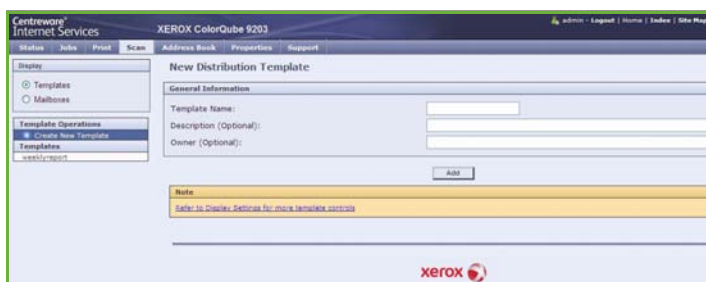 Centreware®
Internet Services
XEROX ColorQube 9203
admin - Logout | Home | Index | Site Map
Status Jobs Print Scan Address Book Properties Support
Display
Templates
Mailboxes
Template Operations
Create New Template
Templates
weeklyreport
New Distribution Template
General Information
Template Name:
Description (Optional):
Owner (Optional):
Add
Note
Refer to Display Settings for more template controls
xerox